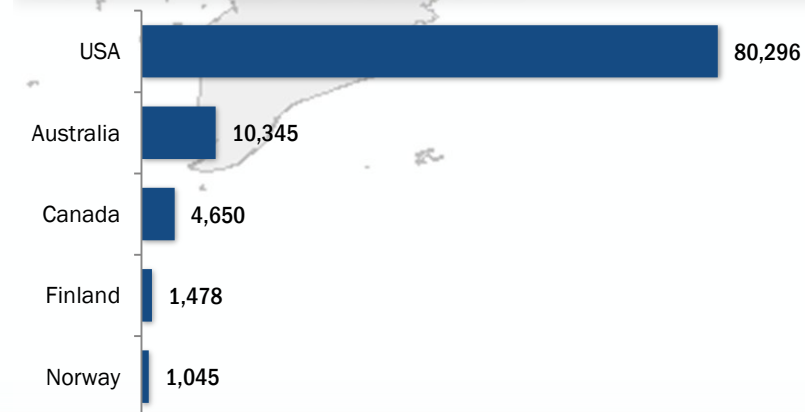 USA 80,296
Australia 10,345
Canada 4,650
Finland 1,478
Norway 1,045